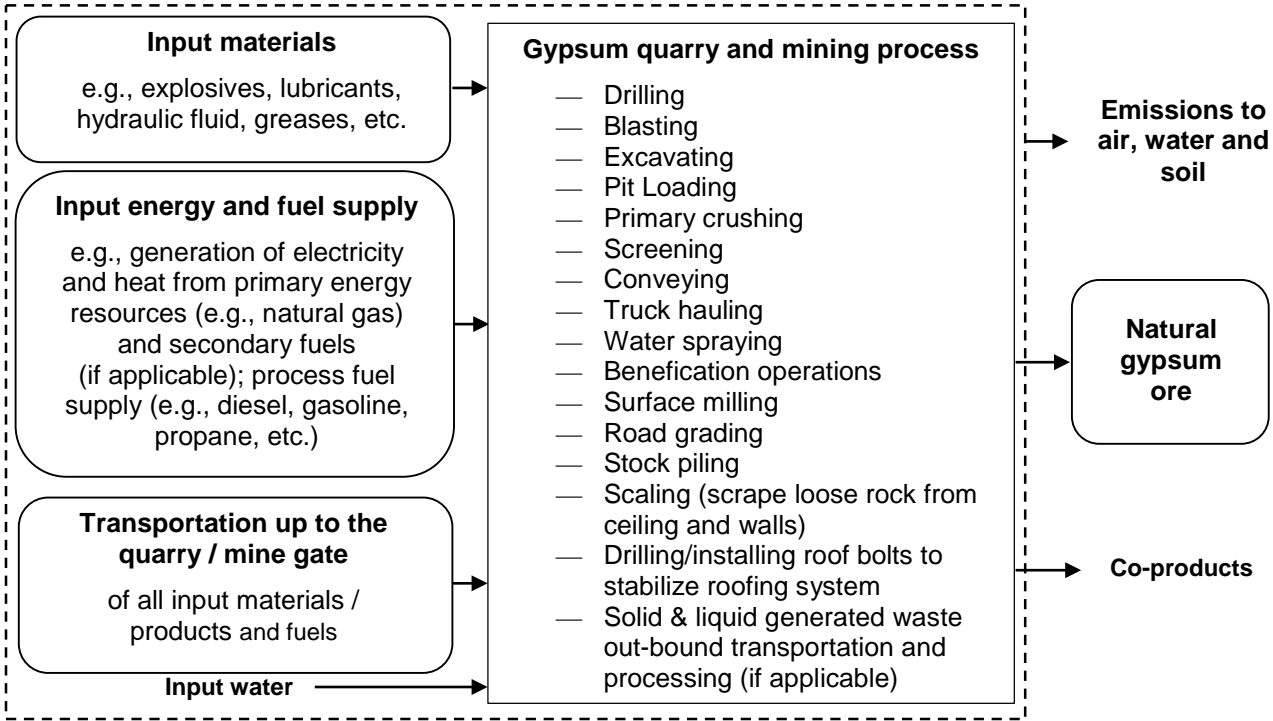 Input materials
e.g., explosives, lubricants,
hydraulic fluid, greases, etc.
Input energy and fuel supply
e.g., generation of electricity
and heat from primary energy
resources (e.g., natural gas)
and secondary fuels
(if applicable); process fuel
supply (e.g., diesel, gasoline,
propane, etc.)
Transportation up to the
quarry / mine gate
of all input materials /
products and fuels
Input water
Gypsum quarry and mining process
— Drilling
— Blasting
— Excavating
— Pit Loading
— Primary crushing
— Screening
— Conveying
— Truck hauling
— Water spraying
— Benefication operations
— Surface milling
— Road grading
— Stock piling
— Scaling (scrape loose rock from
ceiling and walls)
— Drilling/installing roof bolts to
stabilize roofing system
— Solid & liquid generated waste
out-bound transportation and
processing (if applicable)
Emissions to
air, water and
soil
Natural
gypsum
ore
Co-products